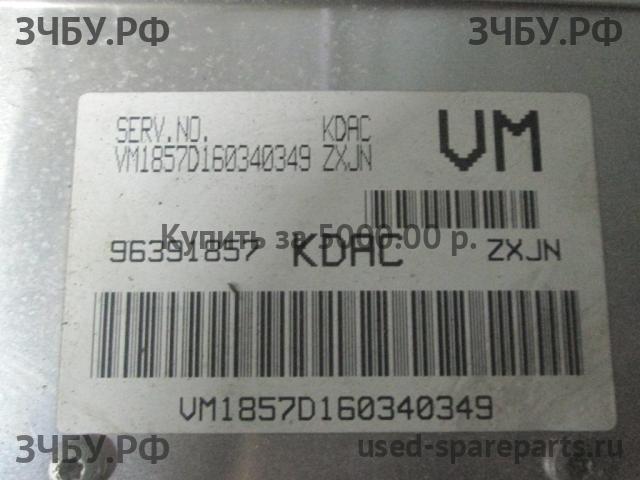 ЗЧБУ.РФ ЗЧБУ.РФ
SERV.NO. KDAC VM
VM1857D160340349 ZXJN
Купить за 5000.00 р.
96391857 KDAC ZXJN
VM1857D160340349
ЗЧБУ.РФ used-spareparts.ru